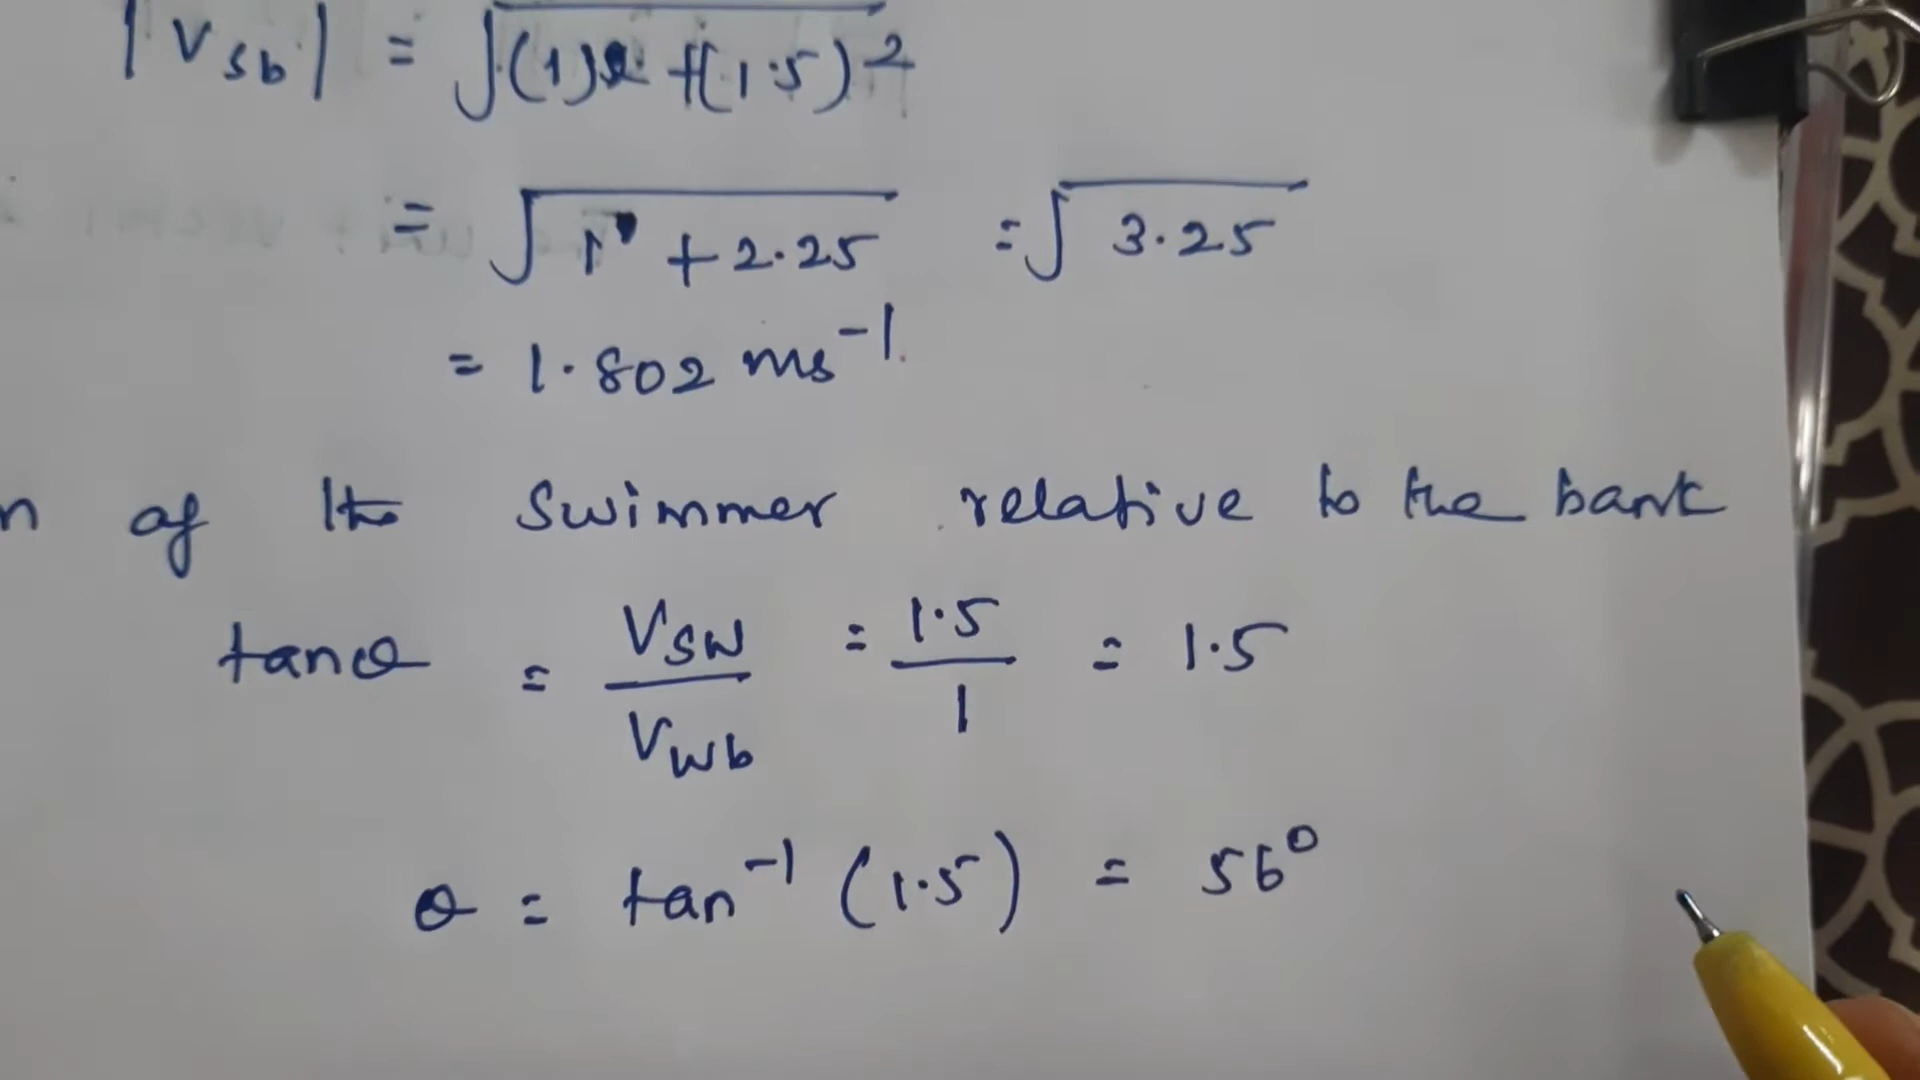 |Vsb| = √(1)2 + (1.5)²
= √1 + 2.25 = √3.25
= 1.802 ms⁻¹
n of the Swimmer relative to the bank
tanθ = Vsw/Vwb = 1.5/1 = 1.5
θ = tan⁻¹ (1.5) = 56°